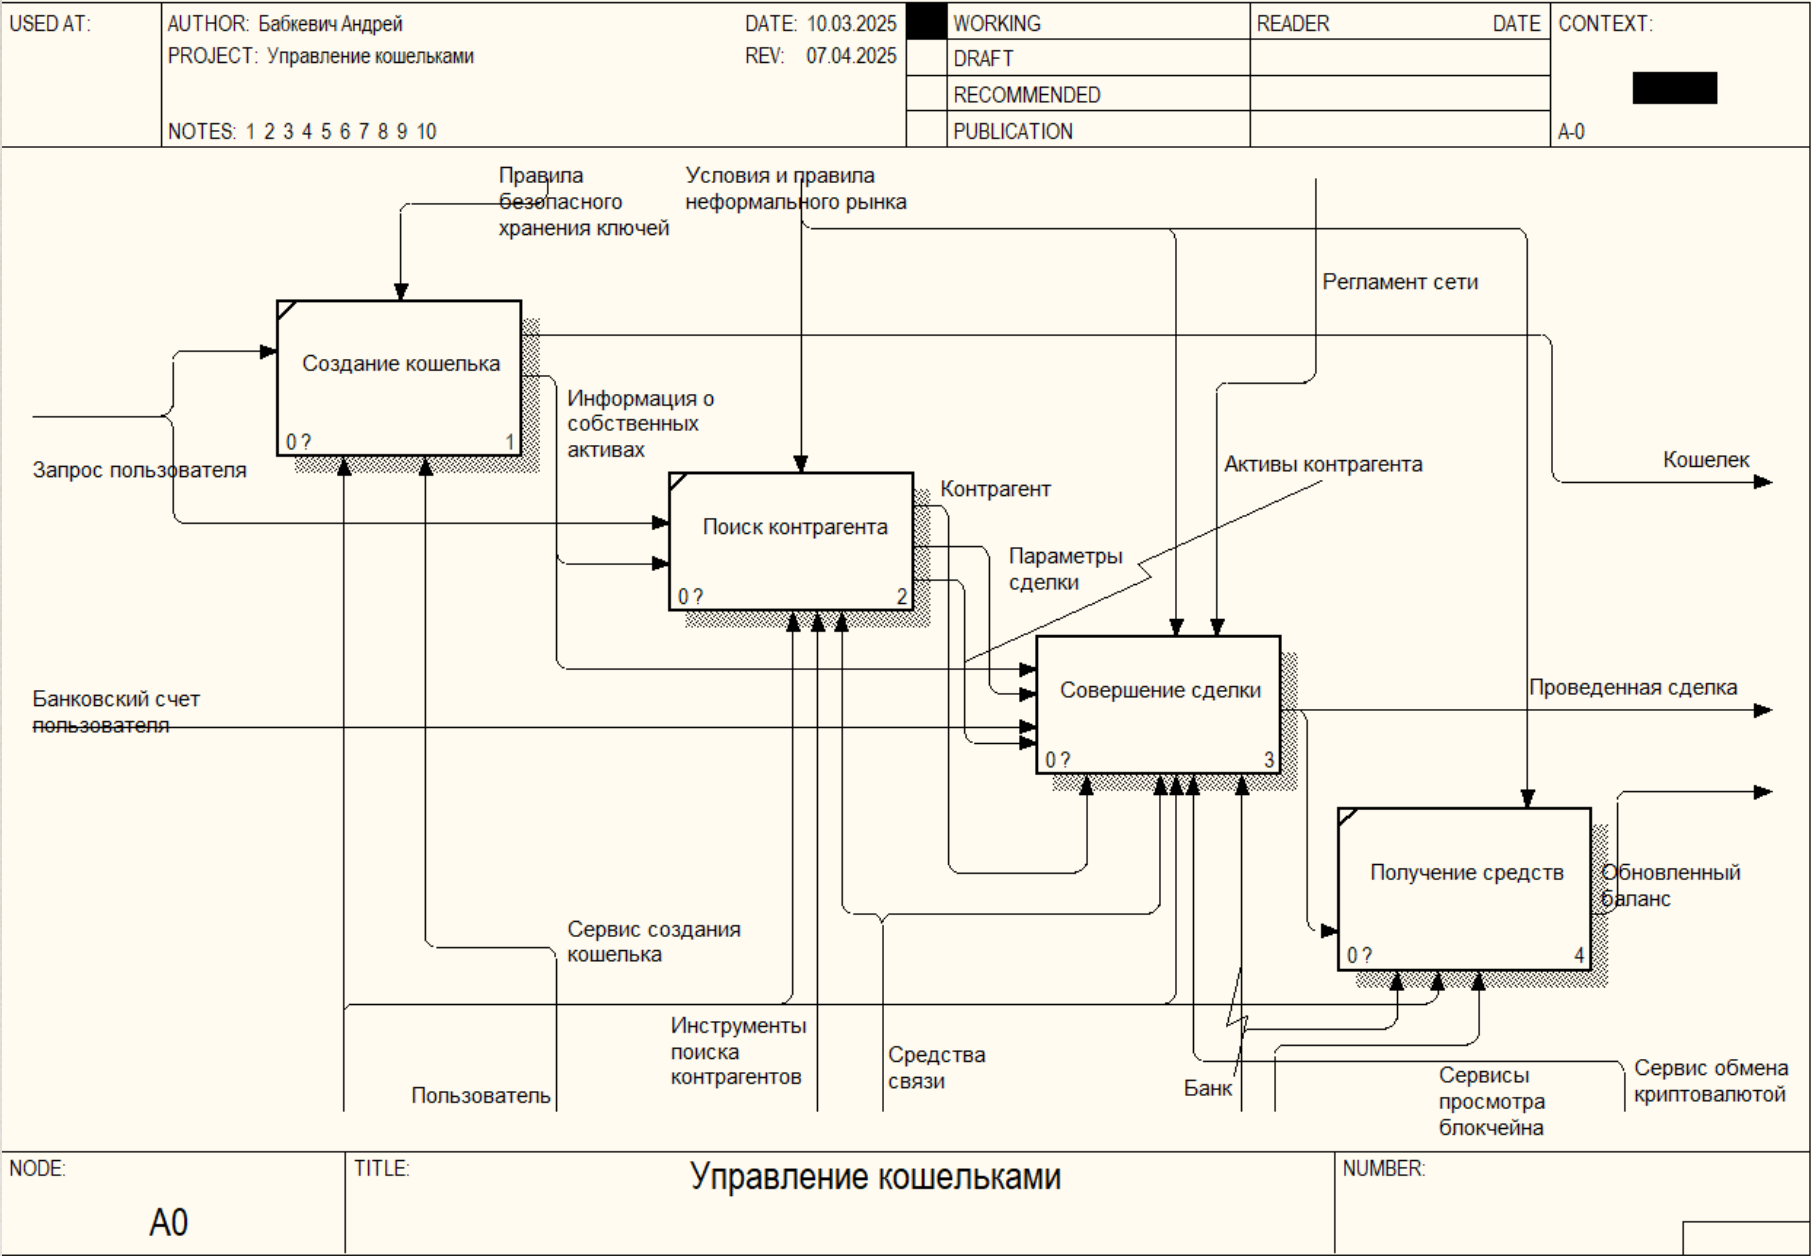 USED AT:
AUTHOR: Бабкевич Андрей
DATE: 10.03.2025
PROJECT: Управление кошельками
REV: 07.04.2025
NOTES: 1 2 3 4 5 6 7 8 9 10
WORKING
DRAFT
RECOMMENDED
PUBLICATION
READER
DATE
CONTEXT:
A-0
Правила
безопасного
хранения ключей
Условия и правила
неформального рынка
Регламент сети
Создание кошелька
0 ?
1
Информация о
собственных
активах
Запрос пользователя
Активы контрагента
Кошелек
Контрагент
Поиск контрагента
0 ?
2
Параметры
сделки
Банковский счет
пользователя
Совершение сделки
0 ?
3
Проведенная сделка
Получение средств
0 ?
4
Обновленный
баланс
Сервис создания
кошелька
Инструменты
поиска
контрагентов
Средства
связи
Пользователь
Банк
Сервисы
просмотра
блокчейна
Сервис обмена
криптовалютой
NODE:
A0
TITLE:
Управление кошельками
NUMBER: